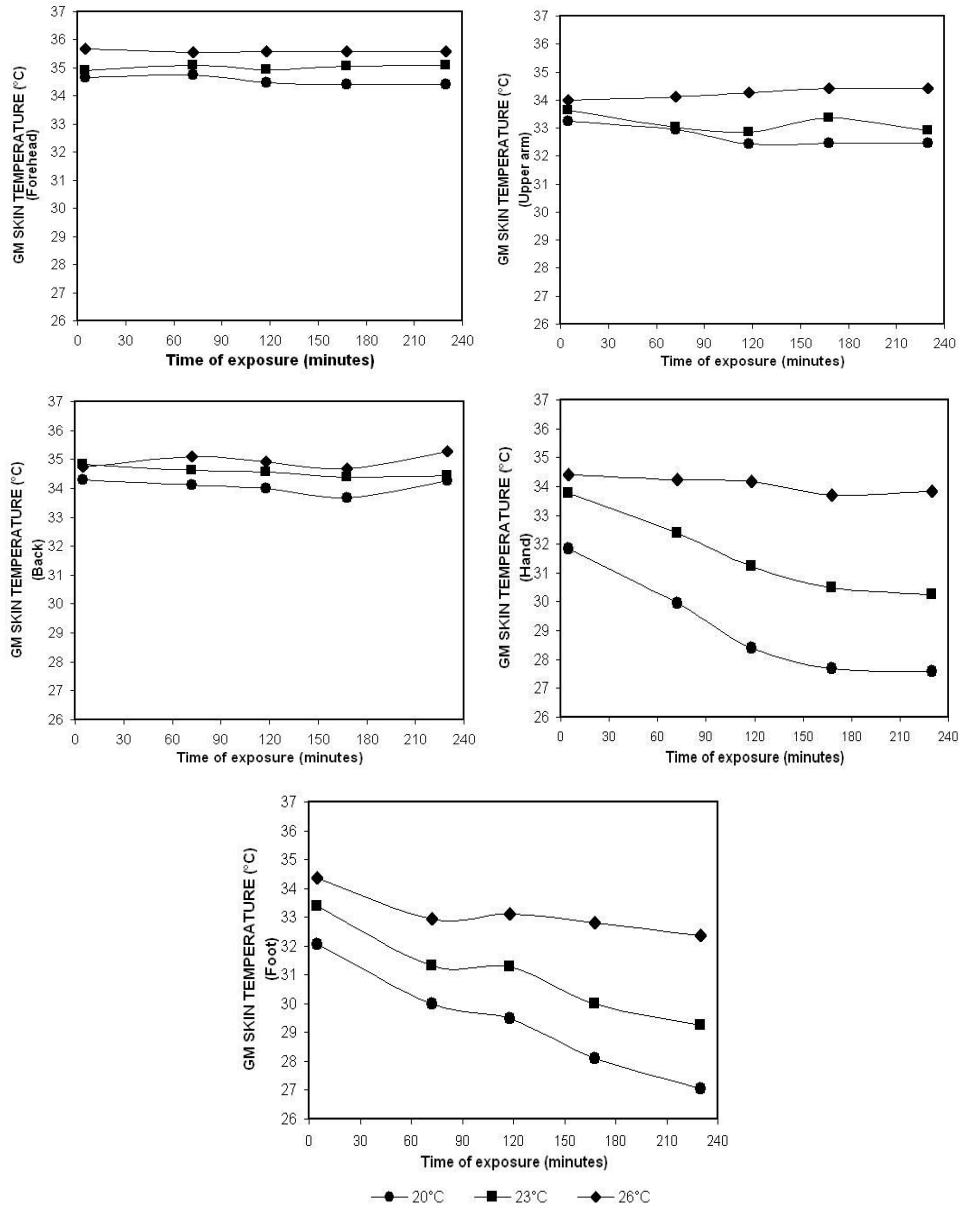 GM SKIN TEMPERATURE (°C)
(Forehead)
37
36
35
34
33
32
31
30
29
28
27
26
0 30 60 90 120 150 180 210 240
Time of exposure (minutes)
GM SKIN TEMPERATURE (°C)
(Upper arm)
37
36
35
34
33
32
31
30
29
28
27
26
0 30 60 90 120 150 180 210 240
Time of exposure (minutes)
GM SKIN TEMPERATURE (°C)
(Back)
37
36
35
34
33
32
31
30
29
28
27
26
0 30 60 90 120 150 180 210 240
Time of exposure (minutes)
GM SKIN TEMPERATURE (°C)
(Hand)
37
36
35
34
33
32
31
30
29
28
27
26
0 30 60 90 120 150 180 210 240
Time of exposure (minutes)
GM SKIN TEMPERATURE (°C)
(Foot)
37
36
35
34
33
32
31
30
29
28
27
26
0 30 60 90 120 150 180 210 240
Time of exposure (minutes)
20°C 23°C 26°C